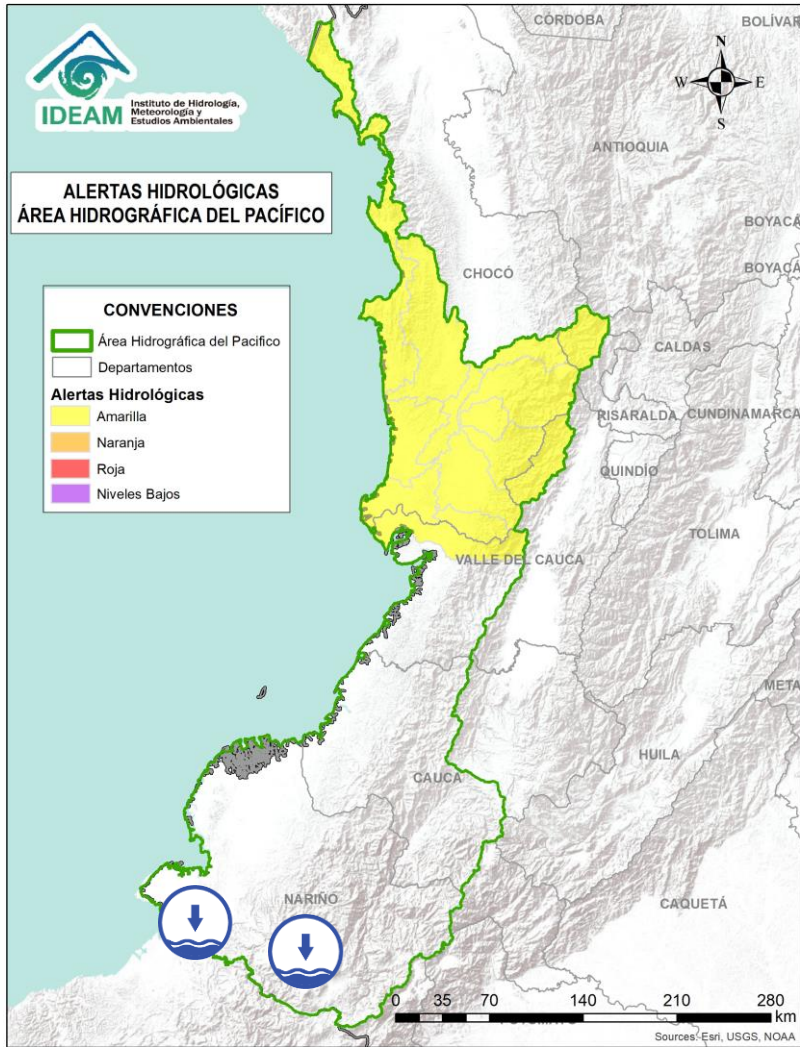 IDEAM
Instituto de Hidrología,
Meteorología y
Estudios Ambientales
ALERTAS HIDROLÓGICAS
ÁREA HIDROGRÁFICA DEL PACÍFICO
CONVENCIONES
Área Hidrográfica del Pacifico
Departamentos
Alertas Hidrológicas
Amarilla
Naranja
Roja
Niveles Bajos
N
W E
S
CÓRDOBA
BOLÍVAR
ANTIOQUIA
BOYACÁ
BOYACÁ
CHOCÓ
CALDAS
RISARALDA
CUNDINAMARCA
QUINDÍO
TOLIMA
VALLE DEL CAUCA
META
HUILA
CAUCA
NARIÑO
CAQUETÁ
0 35 70 140 210 280
km
Sources: Esri, USGS, NOAA